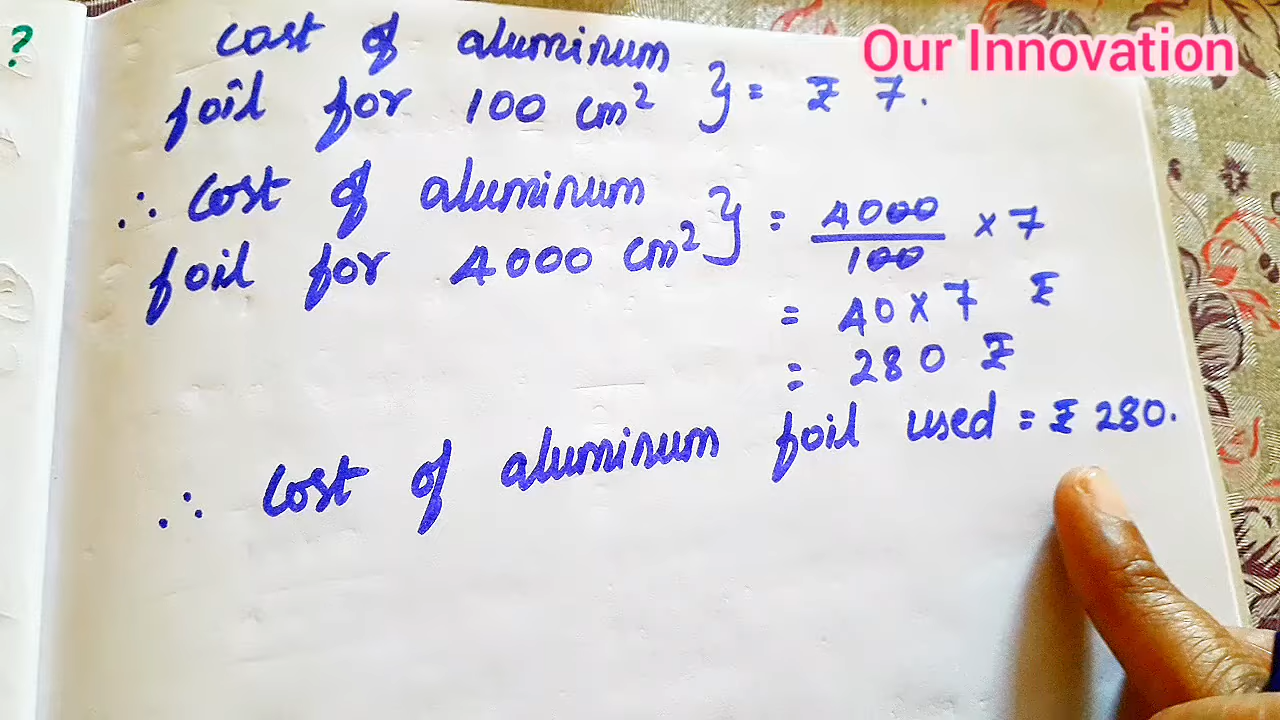 ?
Our Innovation
cost of aluminum
foil for 100 cm² } = ₹ 7.
∴ cost of aluminum
foil for 4000 cm² } = 4000/100 × 7
= 40 × 7 ₹
= 280 ₹
∴ cost of aluminum foil used = ₹ 280.